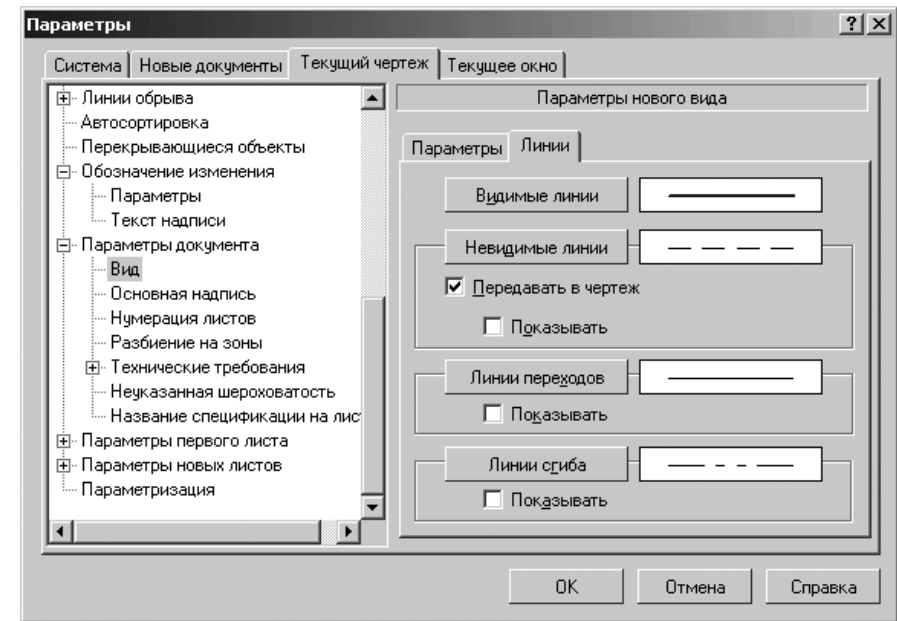 Параметры
Система Новые документы Текущий чертеж Текущее окно
Линии обрыва
Автосортировка
Перекрывающиеся объекты
Обозначение изменения
Параметры
Текст надписи
Параметры документа
Вид
Основная надпись
Нумерация листов
Разбиение на зоны
Технические требования
Неуказанная шероховатость
Название спецификации на лис
Параметры первого листа
Параметры новых листов
Параметризация
Параметры нового вида
Параметры Линии
Видимые линии
Невидимые линии
Передавать в чертеж
Показывать
Линии переходов
Показывать
Линии сгиба
Показывать
OK Отмена Справка